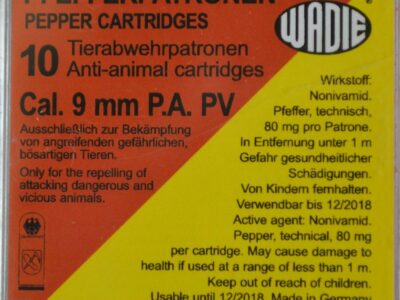 PFEFFERPATRONEN
PEPPER CARTRIDGES
WADIE
®
10 Tierabwehrpatronen
Anti-animal cartridges
Cal. 9 mm P.A. PV
Ausschließlich zur Bekämpfung
von angreifenden gefährlichen,
bösartigen Tieren.
Only for the repelling of
attacking dangerous and
vicious animals.
Wirkstoff:
Nonivamid.
Pfeffer, technisch,
80 mg pro Patrone.
In Entfernung unter 1 m
Gefahr gesundheitlicher
Schädigungen.
Von Kindern fernhalten.
Verwendbar bis 12/2018
Active agent: Nonivamid.
Pepper, technical, 80 mg
per cartridge. May cause damage to
health if used at a range of less than 1 m.
Keep out of reach of children.
Usable until 12/2018. Made in Germany